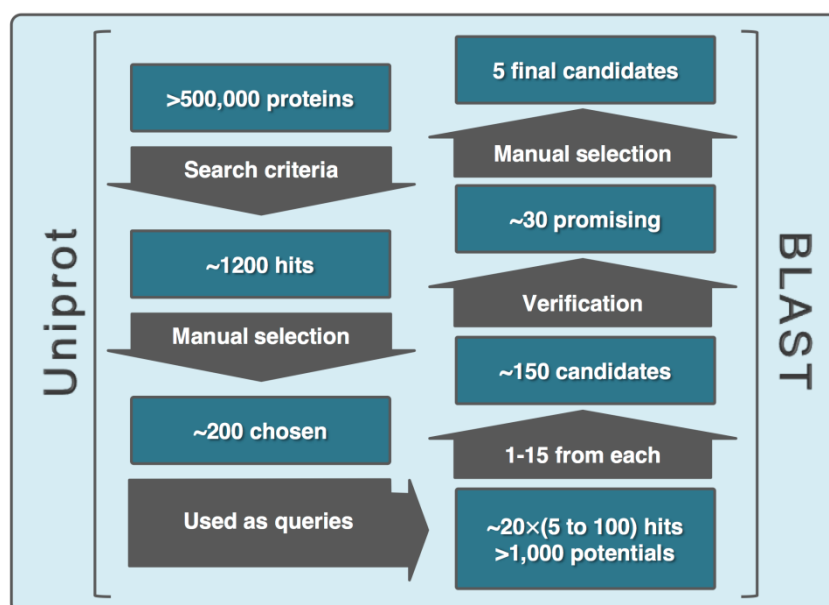 Uniprot
>500,000 proteins
Search criteria
~1200 hits
Manual selection
~200 chosen
Used as queries
~20×(5 to 100) hits
>1,000 potentials
1-15 from each
~150 candidates
Verification
~30 promising
Manual selection
5 final candidates
BLAST